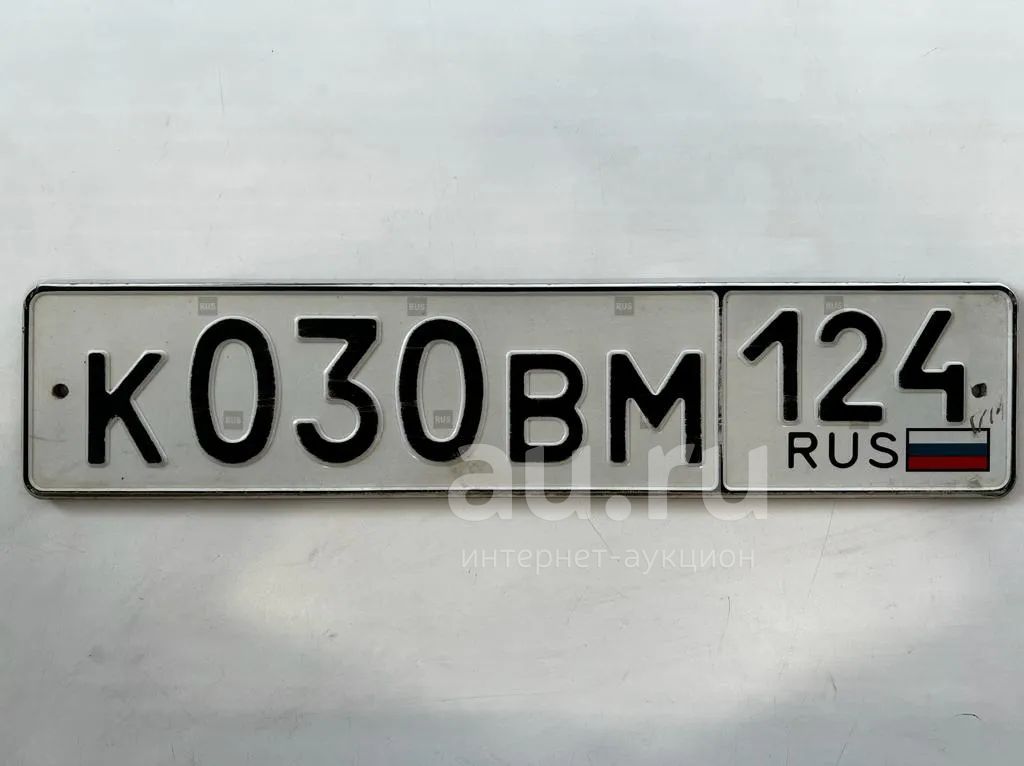 К030ВМ 124
RUS
au.ru
интернет-аукцион